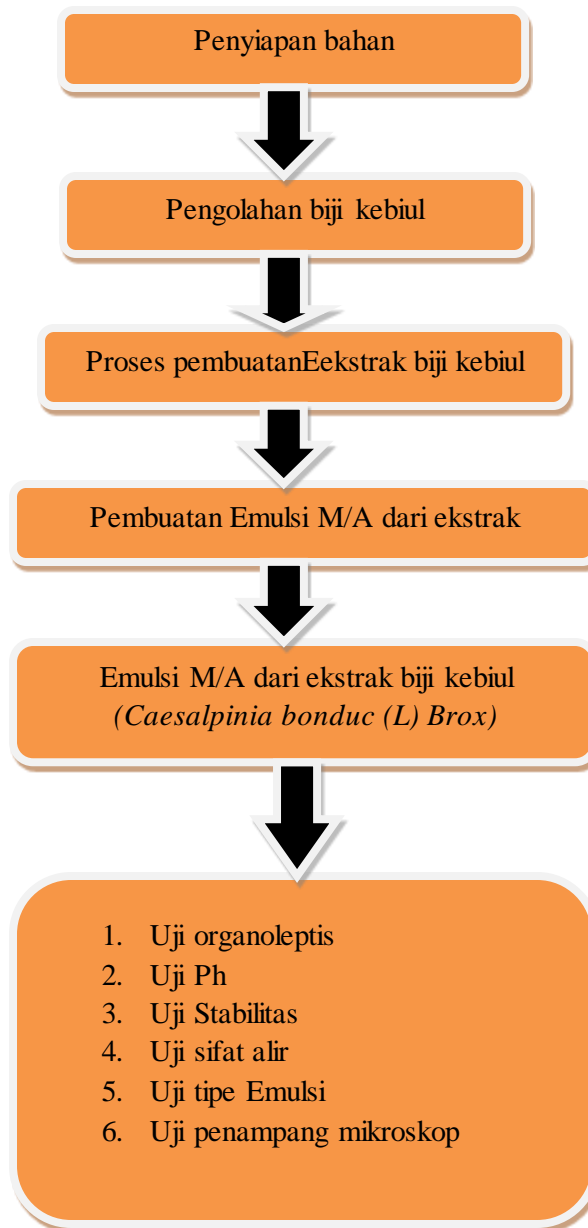 Penyiapan bahan
Pengolahan biji kebiul
Proses pembuatanEekstrak biji kebiul
Pembuatan Emulsi M/A dari ekstrak
Emulsi M/A dari ekstrak biji kebiul
(Caesalpinia bonduc (L) Brox)
1. Uji organoleptis
2. Uji Ph
3. Uji Stabilitas
4. Uji sifat alir
5. Uji tipe Emulsi
6. Uji penampang mikroskop